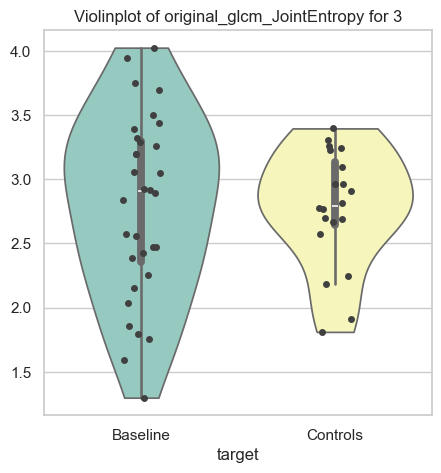 Violinplot of original_glcm_JointEntropy for 3
4.0
3.5
3.0
2.5
2.0
1.5
Baseline
Controls
target